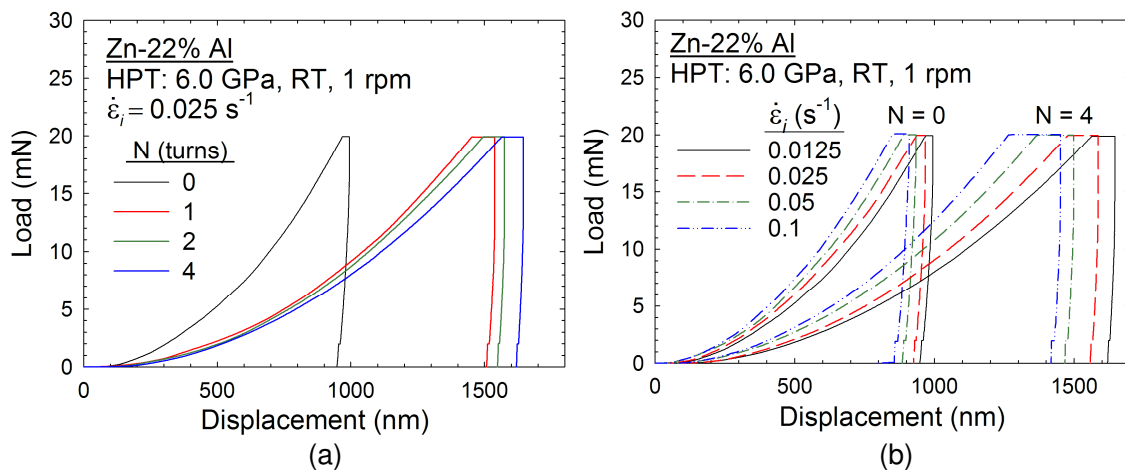 Zn-22% Al
HPT: 6.0 GPa, RT, 1 rpm
ε̇i = 0.025 s-1
N (turns)
0
1
2
4
Load (mN)
30
25
20
15
10
5
0
0 500 1000 1500
Displacement (nm)
(a)
Zn-22% Al
HPT: 6.0 GPa, RT, 1 rpm
ε̇i (s-1) N = 0 N = 4
0.0125
0.025
0.05
0.1
Load (mN)
30
25
20
15
10
5
0
0 500 1000 1500
Displacement (nm)
(b)